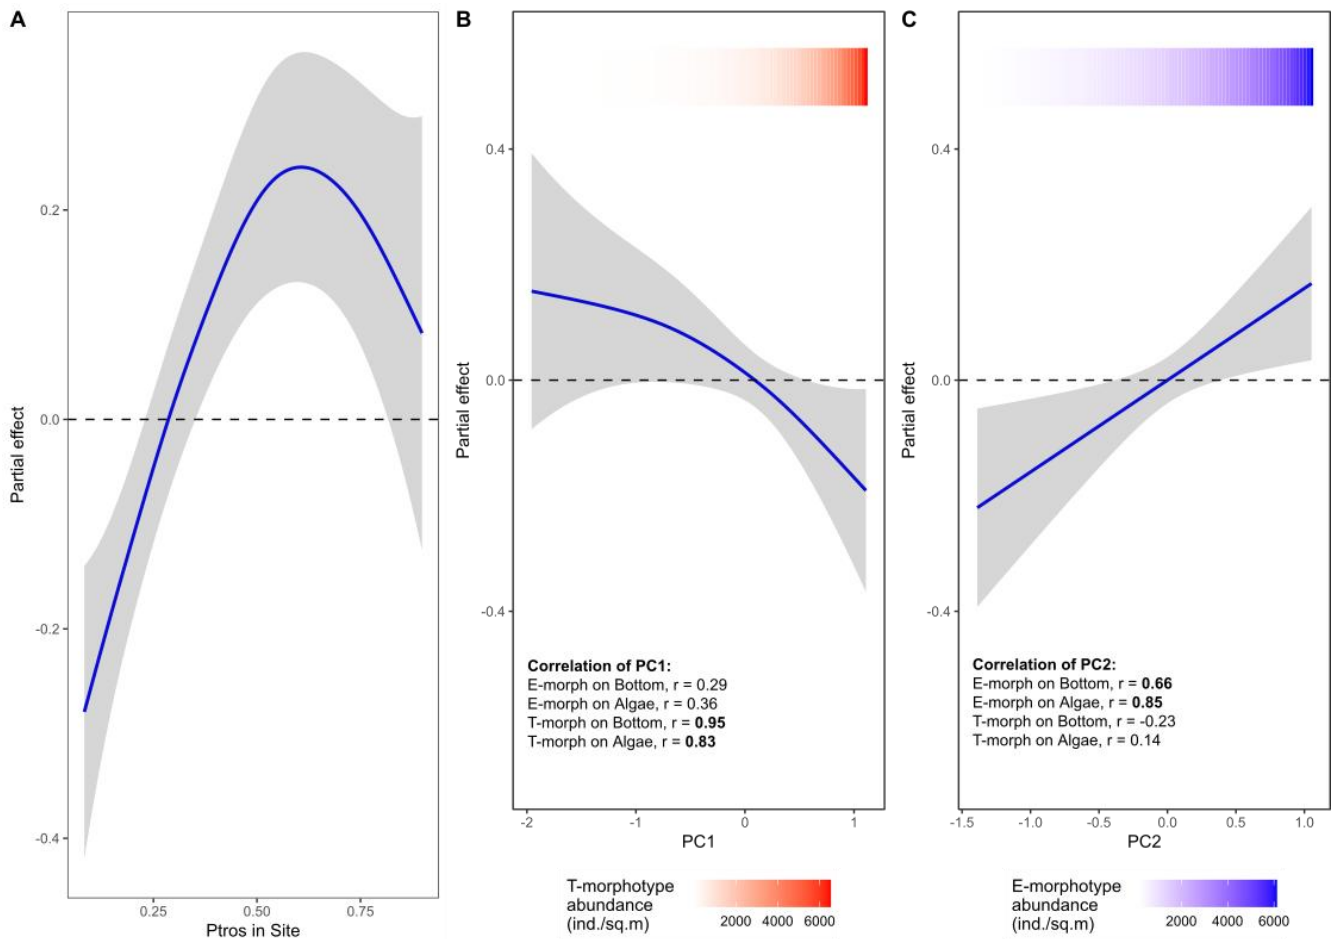 A
Partial effect
0.2
0.0
-0.2
-0.4
0.25
0.50
0.75
Ptros in Site
B
Partial effect
0.4
0.0
-0.4
Correlation of PC1:
E-morph on Bottom, r = 0.29
E-morph on Algae, r = 0.36
T-morph on Bottom, r = 0.95
T-morph on Algae, r = 0.83
-2
-1
0
1
PC1
T-morphotype
abundance
(ind./sq.m)
2000
4000
6000
C
Partial effect
0.4
0.0
-0.4
Correlation of PC2:
E-morph on Bottom, r = 0.66
E-morph on Algae, r = 0.85
T-morph on Bottom, r = -0.23
T-morph on Algae, r = 0.14
-1.5
-1.0
-0.5
0.0
0.5
1.0
PC2
E-morphotype
abundance
(ind./sq.m)
2000
4000
6000